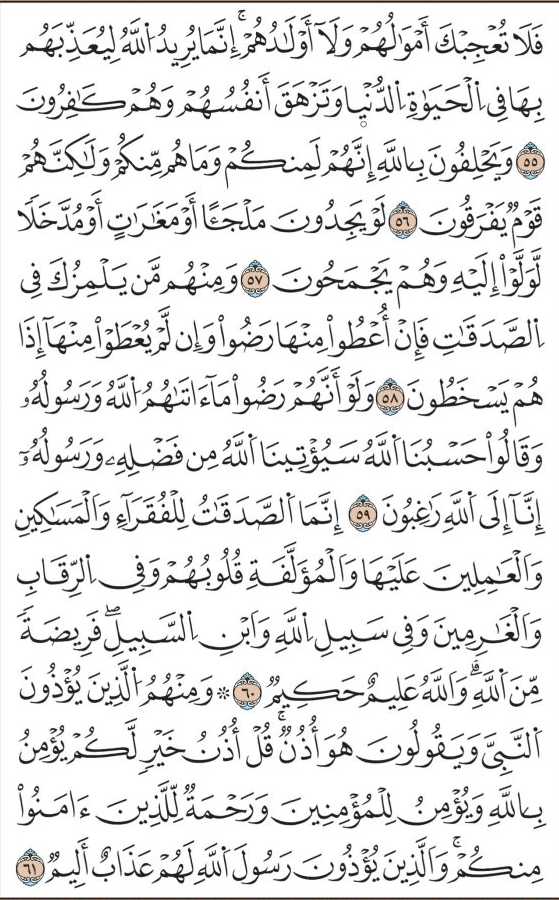 فَلَا تُعْجِبْكَ أَمْوَٰلُهُمْ وَلَآ أَوْلَٰدُهُمْ ۚ إِنَّمَا يُرِيدُ ٱللَّهُ لِيُعَذِّبَهُم
بِهَا فِى ٱلْحَيَوٰةِ ٱلدُّنْيَا وَتَزْهَقَ أَنفُسُهُمْ وَهُمْ كَٰفِرُونَ
٥٥ وَيَحْلِفُونَ بِٱللَّهِ إِنَّهُمْ لَمِنكُمْ وَمَا هُم مِّنكُمْ وَلَٰكِنَّهُمْ
قَوْمٌ يَفْرَقُونَ ٥٦ لَوْ يَجِدُونَ مَلْجَـًٔا أَوْ مَغَٰرَٰتٍ أَوْ مُدَّخَلًا
لَّوَلَّوْا۟ إِلَيْهِ وَهُمْ يَجْمَحُونَ ٥٧ وَمِنْهُم مَّن يَلْمِزُكَ فِى
ٱلصَّدَقَٰتِ فَإِنْ أُعْطُوا۟ مِنْهَا رَضُوا۟ وَإِن لَّمْ يُعْطَوْا۟ مِنْهَآ إِذَا
هُمْ يَسْخَطُونَ ٥٨ وَلَوْ أَنَّهُمْ رَضُوا۟ مَآ ءَاتَىٰهُمُ ٱللَّهُ وَرَسُولُهُۥ
وَقَالُوا۟ حَسْبُنَا ٱللَّهُ سَيُؤْتِينَا ٱللَّهُ مِن فَضْلِهِۦ وَرَسُولُهُۥٓ
إِنَّآ إِلَى ٱللَّهِ رَٰغِبُونَ ٥٩ إِنَّمَا ٱلصَّدَقَٰتُ لِلْفُقَرَآءِ وَٱلْمَسَٰكِينِ
وَٱلْعَٰمِلِينَ عَلَيْهَا وَٱلْمُؤَلَّفَةِ قُلُوبُهُمْ وَفِى ٱلرِّقَابِ
وَٱلْغَٰرِمِينَ وَفِى سَبِيلِ ٱللَّهِ وَٱبْنِ ٱلسَّبِيلِ ۖ فَرِيضَةً
مِّنَ ٱللَّهِ ۗ وَٱللَّهُ عَلِيمٌ حَكِيمٌ ٦٠ ۞ وَمِنْهُمُ ٱلَّذِينَ يُؤْذُونَ
ٱلنَّبِىَّ وَيَقُولُونَ هُوَ أُذُنٌ ۚ قُلْ أُذُنُ خَيْرٍ لَّكُمْ يُؤْمِنُ
بِٱللَّهِ وَيُؤْمِنُ لِلْمُؤْمِنِينَ وَرَحْمَةٌ لِّلَّذِينَ ءَامَنُوا۟
مِنكُمْ ۚ وَٱلَّذِينَ يُؤْذُونَ رَسُولَ ٱللَّهِ لَهُمْ عَذَابٌ أَلِيمٌ ٦١